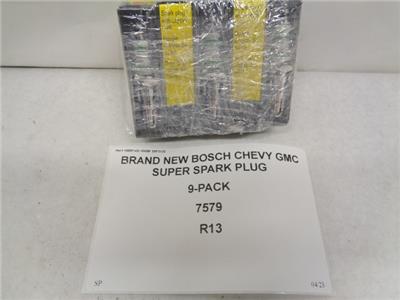 BRAND NEW BOSCH CHEVY GMC
SUPER SPARK PLUG
9-PACK
7579
R13
SP
04/23